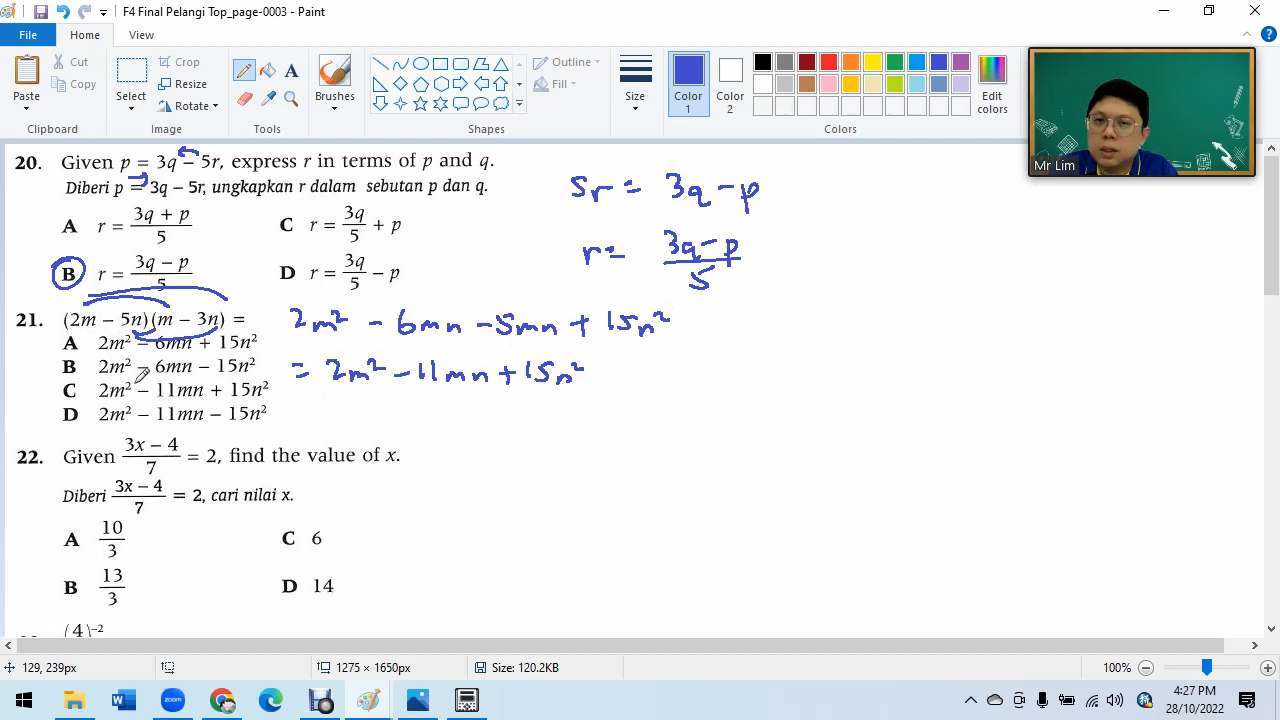 F4 Final Pelangi Top_page-0003 - Paint
File
Home
View
Paste
Cut
Copy
Clipboard
Select
Crop
Resize
Rotate
Image
A
Tools
Brushes
Outline
Fill
Shapes
Size
Color 1
Color 2
Edit colors
Colors
Mr Lim
20. Given p = 3q − 5r, express r in terms of p and q.
Diberi p = 3q − 5r, ungkapkan r dalam sebutan p dan q.
A r = (3q + p)/5
C r = 3q/5 + p
B r = (3q − p)/5
D r = 3q/5 − p
5r = 3q − p
r = (3q − p)/5
21. (2m − 5n)(m − 3n) =
A 2m² − 6mn + 15n²
B 2m² − 6mn − 15n²
C 2m² − 11mn + 15n²
D 2m² − 11mn − 15n²
2m² − 6mn − 5mn + 15n²
= 2m² − 11mn + 15n²
22. Given (3x − 4)/7 = 2, find the value of x.
Diberi (3x − 4)/7 = 2, cari nilai x.
A 10/3
C 6
B 13/3
D 14
(4)⁻²
129, 239px
1275 × 1650px
Size: 120.2KB
100%
zoom
4:27 PM
28/10/2022